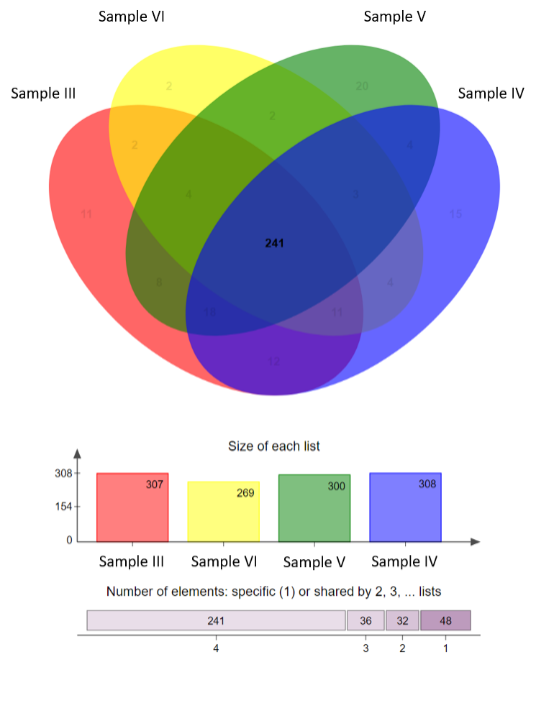 Sample VI Sample V
Sample III Sample IV
2 20
2
2 4
4 3
11 15
241
8 4
18 11
12
Size of each list
308
154
0
307 269 300 308
Sample III Sample VI Sample V Sample IV
Number of elements: specific (1) or shared by 2, 3, ... lists
241 36 32 48
4 3 2 1